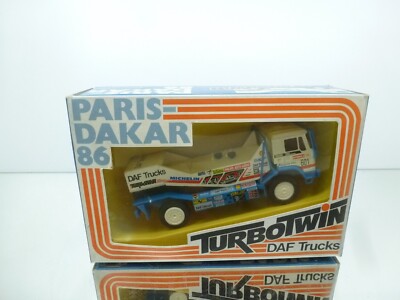 PARIS-
DAKAR
86
DAF Trucks
MICHELIN
TURBOTWIN
DAF Trucks